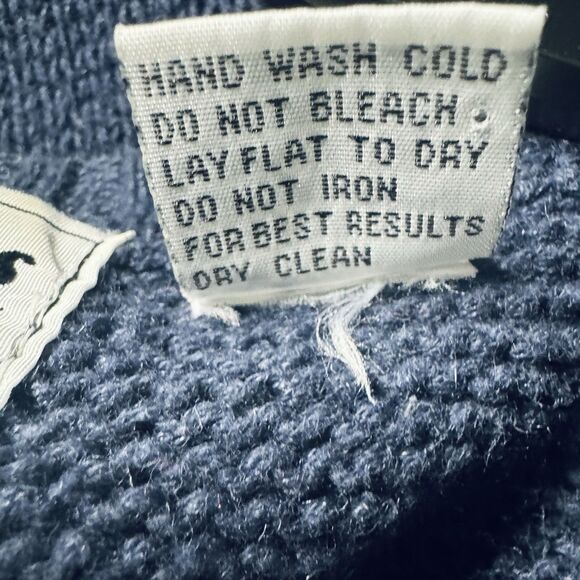 HAND WASH COLD
DO NOT BLEACH
LAY FLAT TO DRY
DO NOT IRON
FOR BEST RESULTS
DRY CLEAN